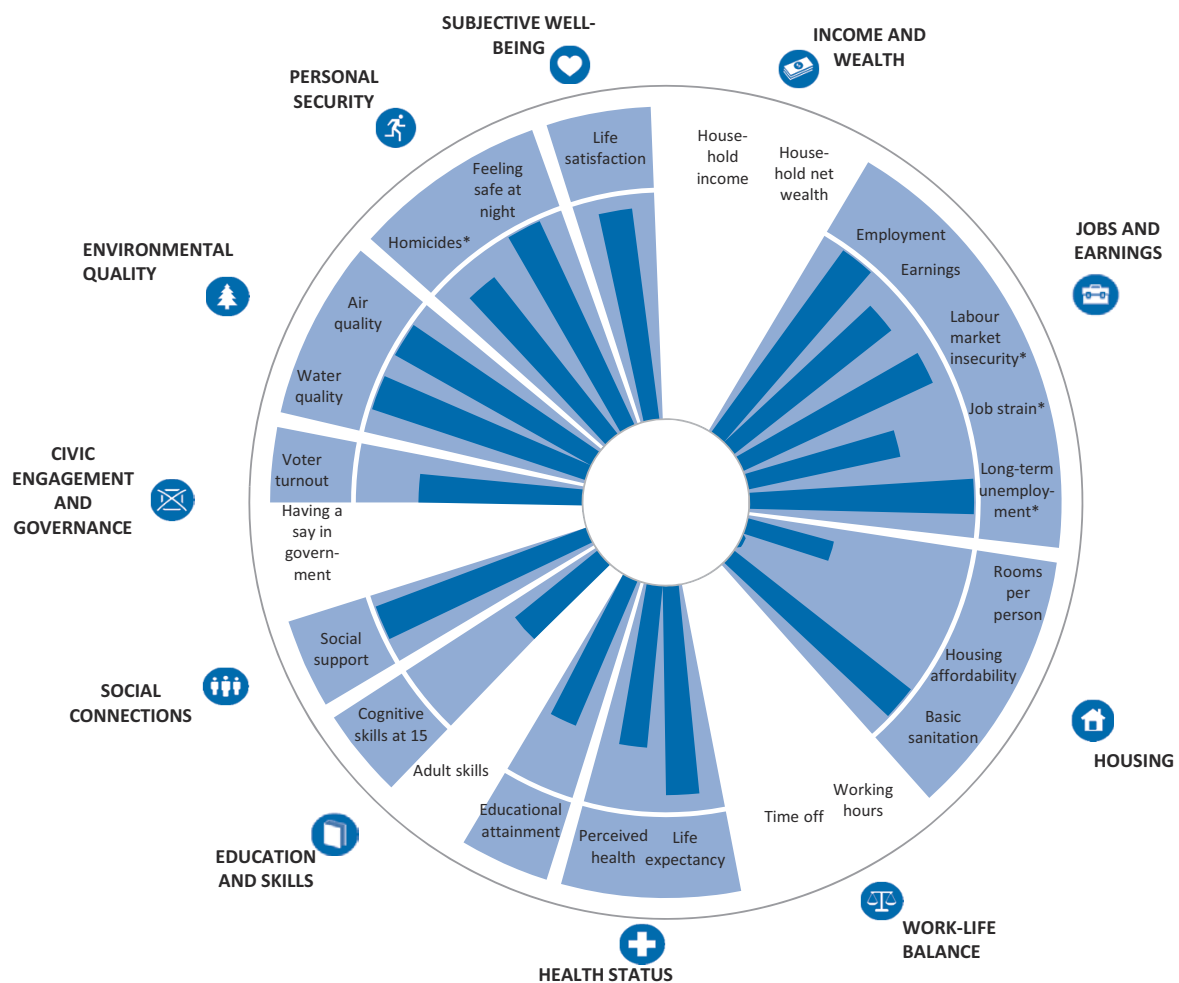 SUBJECTIVE WELL-
BEING
INCOME AND
WEALTH
PERSONAL
SECURITY
Life
satisfaction
House-
hold
income
House-
hold net
wealth
Feeling
safe at
night
Homicides*
Employment
Earnings
JOBS AND
EARNINGS
ENVIRONMENTAL
QUALITY
Air
quality
Labour
market
insecurity*
Water
quality
Job strain*
CIVIC
ENGAGEMENT
AND
GOVERNANCE
Voter
turnout
Long-term
unemploy-
ment*
Having a
say in
govern-
ment
Rooms
per
person
Social
support
Housing
affordability
SOCIAL
CONNECTIONS
Cognitive
skills at 15
Basic
sanitation
HOUSING
Adult skills
Working
hours
Time off
Educational
attainment
Perceived
health
Life
expectancy
EDUCATION
AND SKILLS
WORK-LIFE
BALANCE
HEALTH STATUS